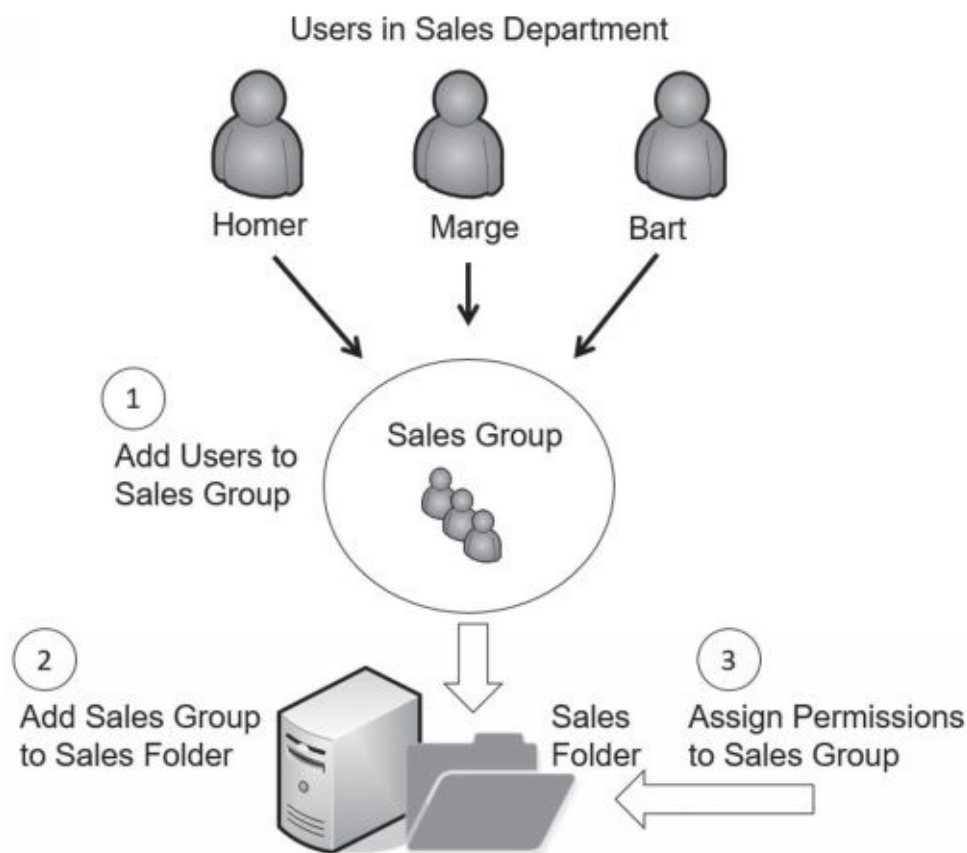 Users in Sales Department
Homer
Marge
Bart
1
Add Users to
Sales Group
Sales Group
2
Add Sales Group
to Sales Folder
Sales
Folder
3
Assign Permissions
to Sales Group